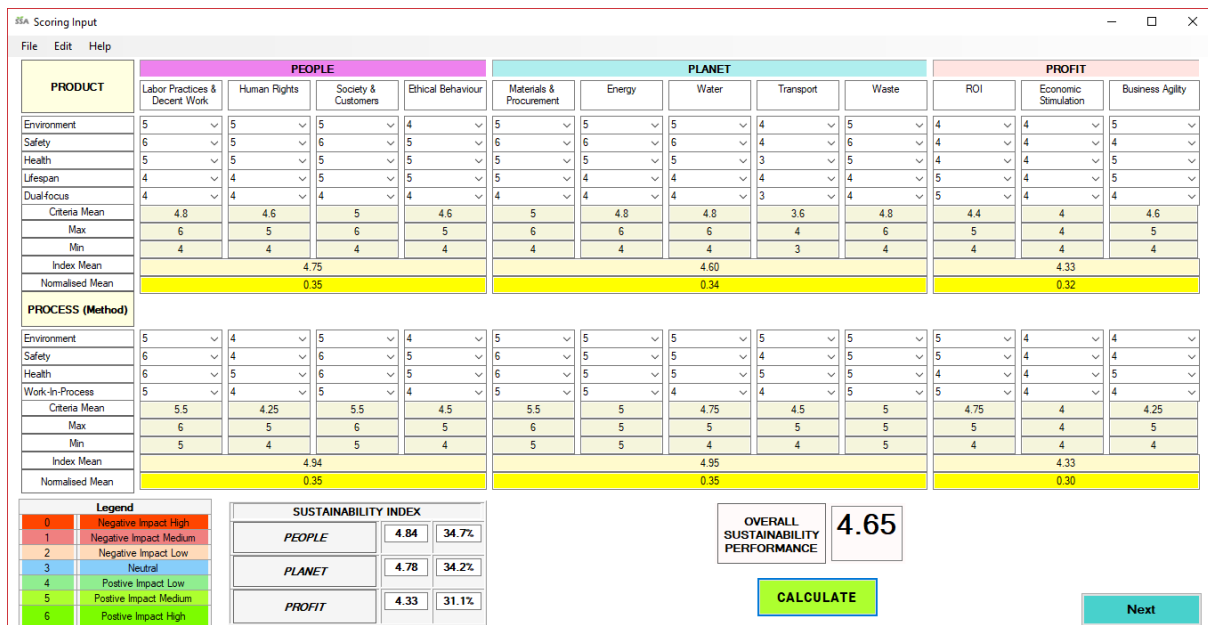 SSA Scoring Input
File Edit Help
PRODUCT
PEOPLE PLANET PROFIT
Labor Practices & Decent Work Human Rights Society & Customers Ethical Behaviour Materials & Procurement Energy Water Transport Waste ROI Economic Stimulation Business Agility
Environment 5 5 5 4 5 5 5 4 5 4 4 5
Safety 6 5 6 5 6 6 6 4 6 4 4 4
Health 5 5 5 5 5 5 5 3 5 4 4 5
Lifespan 4 4 5 5 5 4 4 4 4 5 4 5
Dual-focus 4 4 4 4 4 4 4 3 4 5 4 4
Criteria Mean 4.8 4.6 5 4.6 5 4.8 4.8 3.6 4.8 4.4 4 4.6
Max 6 5 6 5 6 6 6 4 6 5 4 5
Min 4 4 4 4 4 4 4 3 4 4 4 4
Index Mean 4.75 4.60 4.33
Normalised Mean 0.35 0.34 0.32
PROCESS (Method)
Environment 5 4 5 4 5 5 5 5 5 5 4 4
Safety 6 4 6 5 6 5 5 4 5 5 4 4
Health 6 5 6 5 6 5 5 5 5 4 4 5
Work-In-Process 5 4 5 4 5 5 4 4 5 5 4 4
Criteria Mean 5.5 4.25 5.5 4.5 5.5 5 4.75 4.5 5 4.75 4 4.25
Max 6 5 6 5 6 5 5 5 5 5 4 5
Min 5 4 5 4 5 5 4 4 5 4 4 4
Index Mean 4.94 4.95 4.33
Normalised Mean 0.35 0.35 0.30
Legend
0 Negative Impact High
1 Negative Impact Medium
2 Negative Impact Low
3 Neutral
4 Postive Impact Low
5 Postive Impact Medium
6 Postive Impact High
SUSTAINABILITY INDEX
PEOPLE 4.84 34.7%
PLANET 4.78 34.2%
PROFIT 4.33 31.1%
OVERALL
SUSTAINABILITY
PERFORMANCE
4.65
CALCULATE
Next